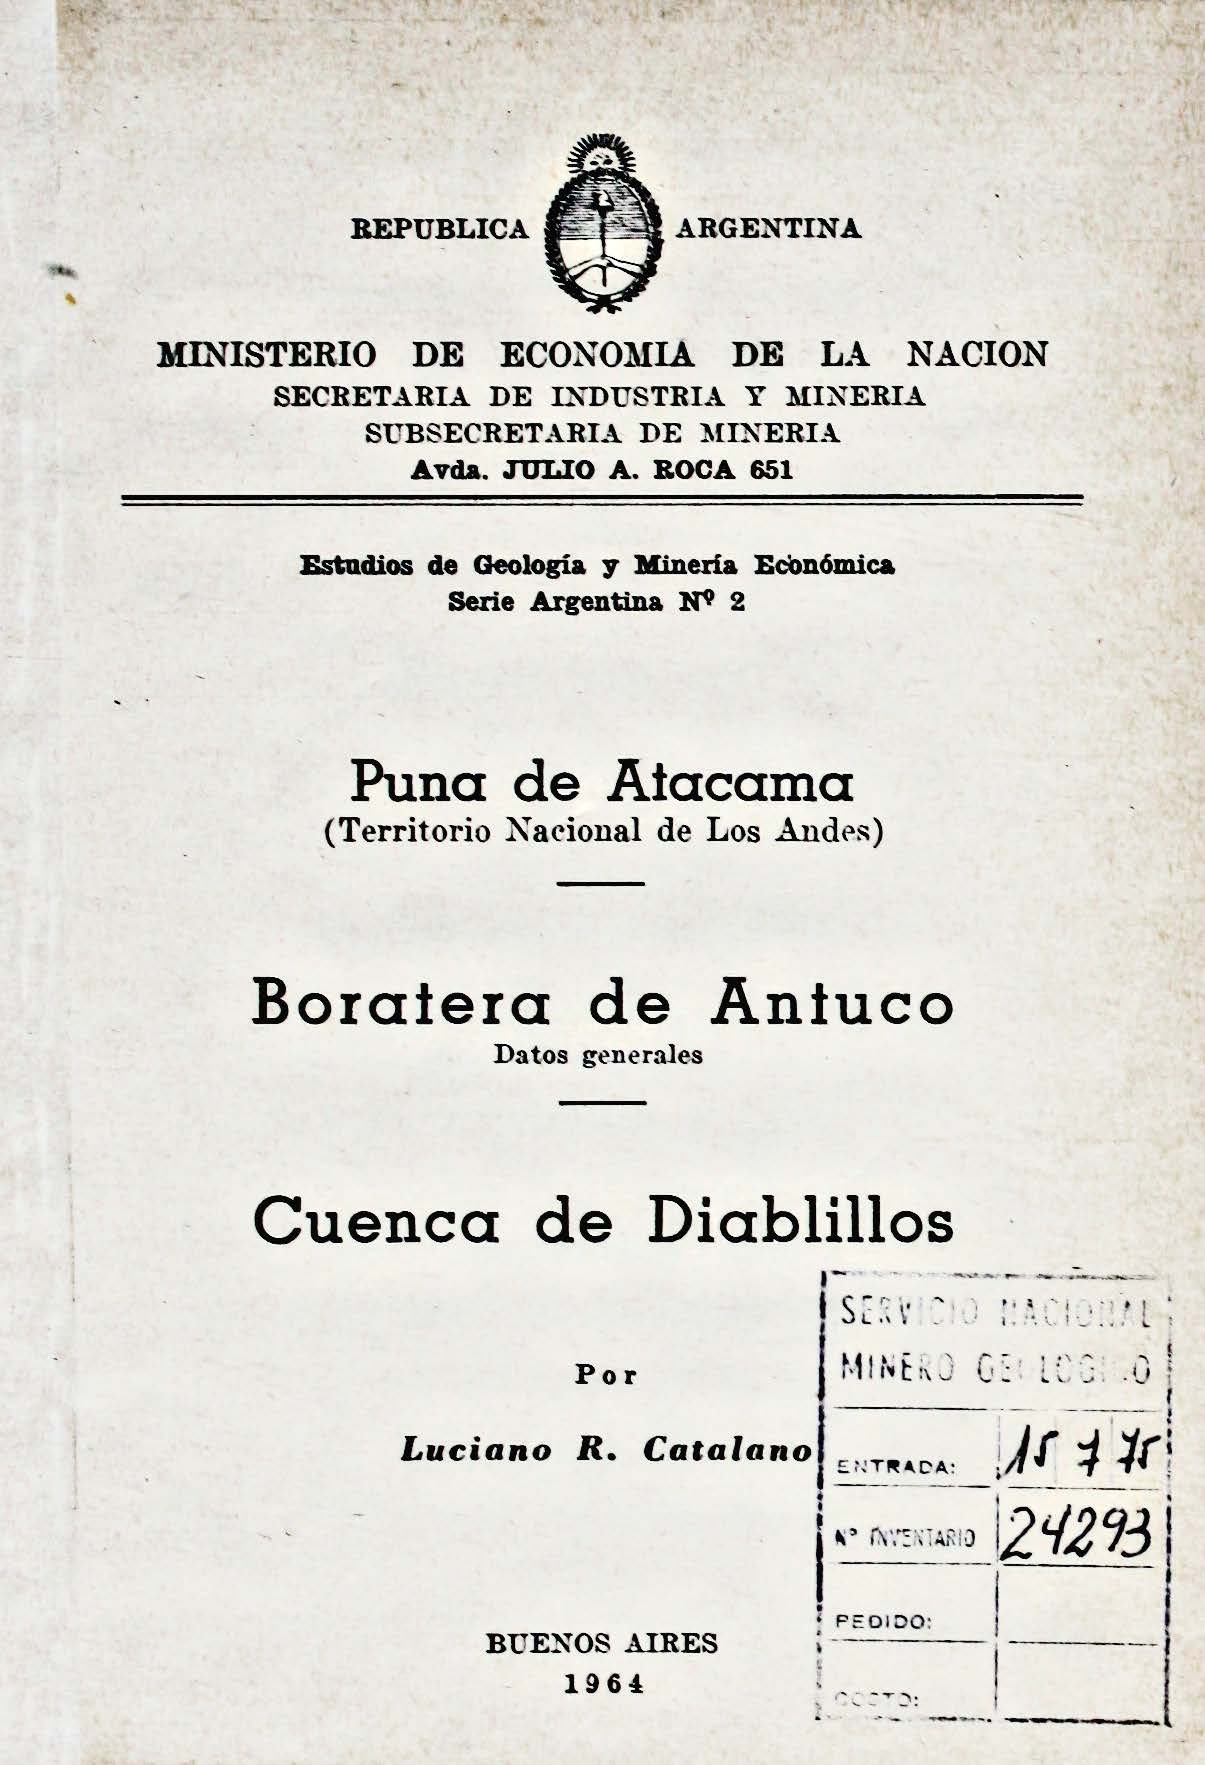 REPUBLICA ARGENTINA
MINISTERIO DE ECONOMIA DE LA NACION
SECRETARIA DE INDUSTRIA Y MINERIA
SUBSECRETARIA DE MINERIA
Avda. JULIO A. ROCA 651
Estudios de Geología y Minería Económica
Serie Argentina Nº 2
Puna de Atacama
(Territorio Nacional de Los Andes)
Boratera de Antuco
Datos generales
Cuenca de Diablillos
Por
Luciano R. Catalano
BUENOS AIRES
1964
SERVICIO NACIONAL
MINERO GEOLOGICO
ENTRADA: 15 7 75
Nº INVENTARIO 24293
PEDIDO:
COSTO: